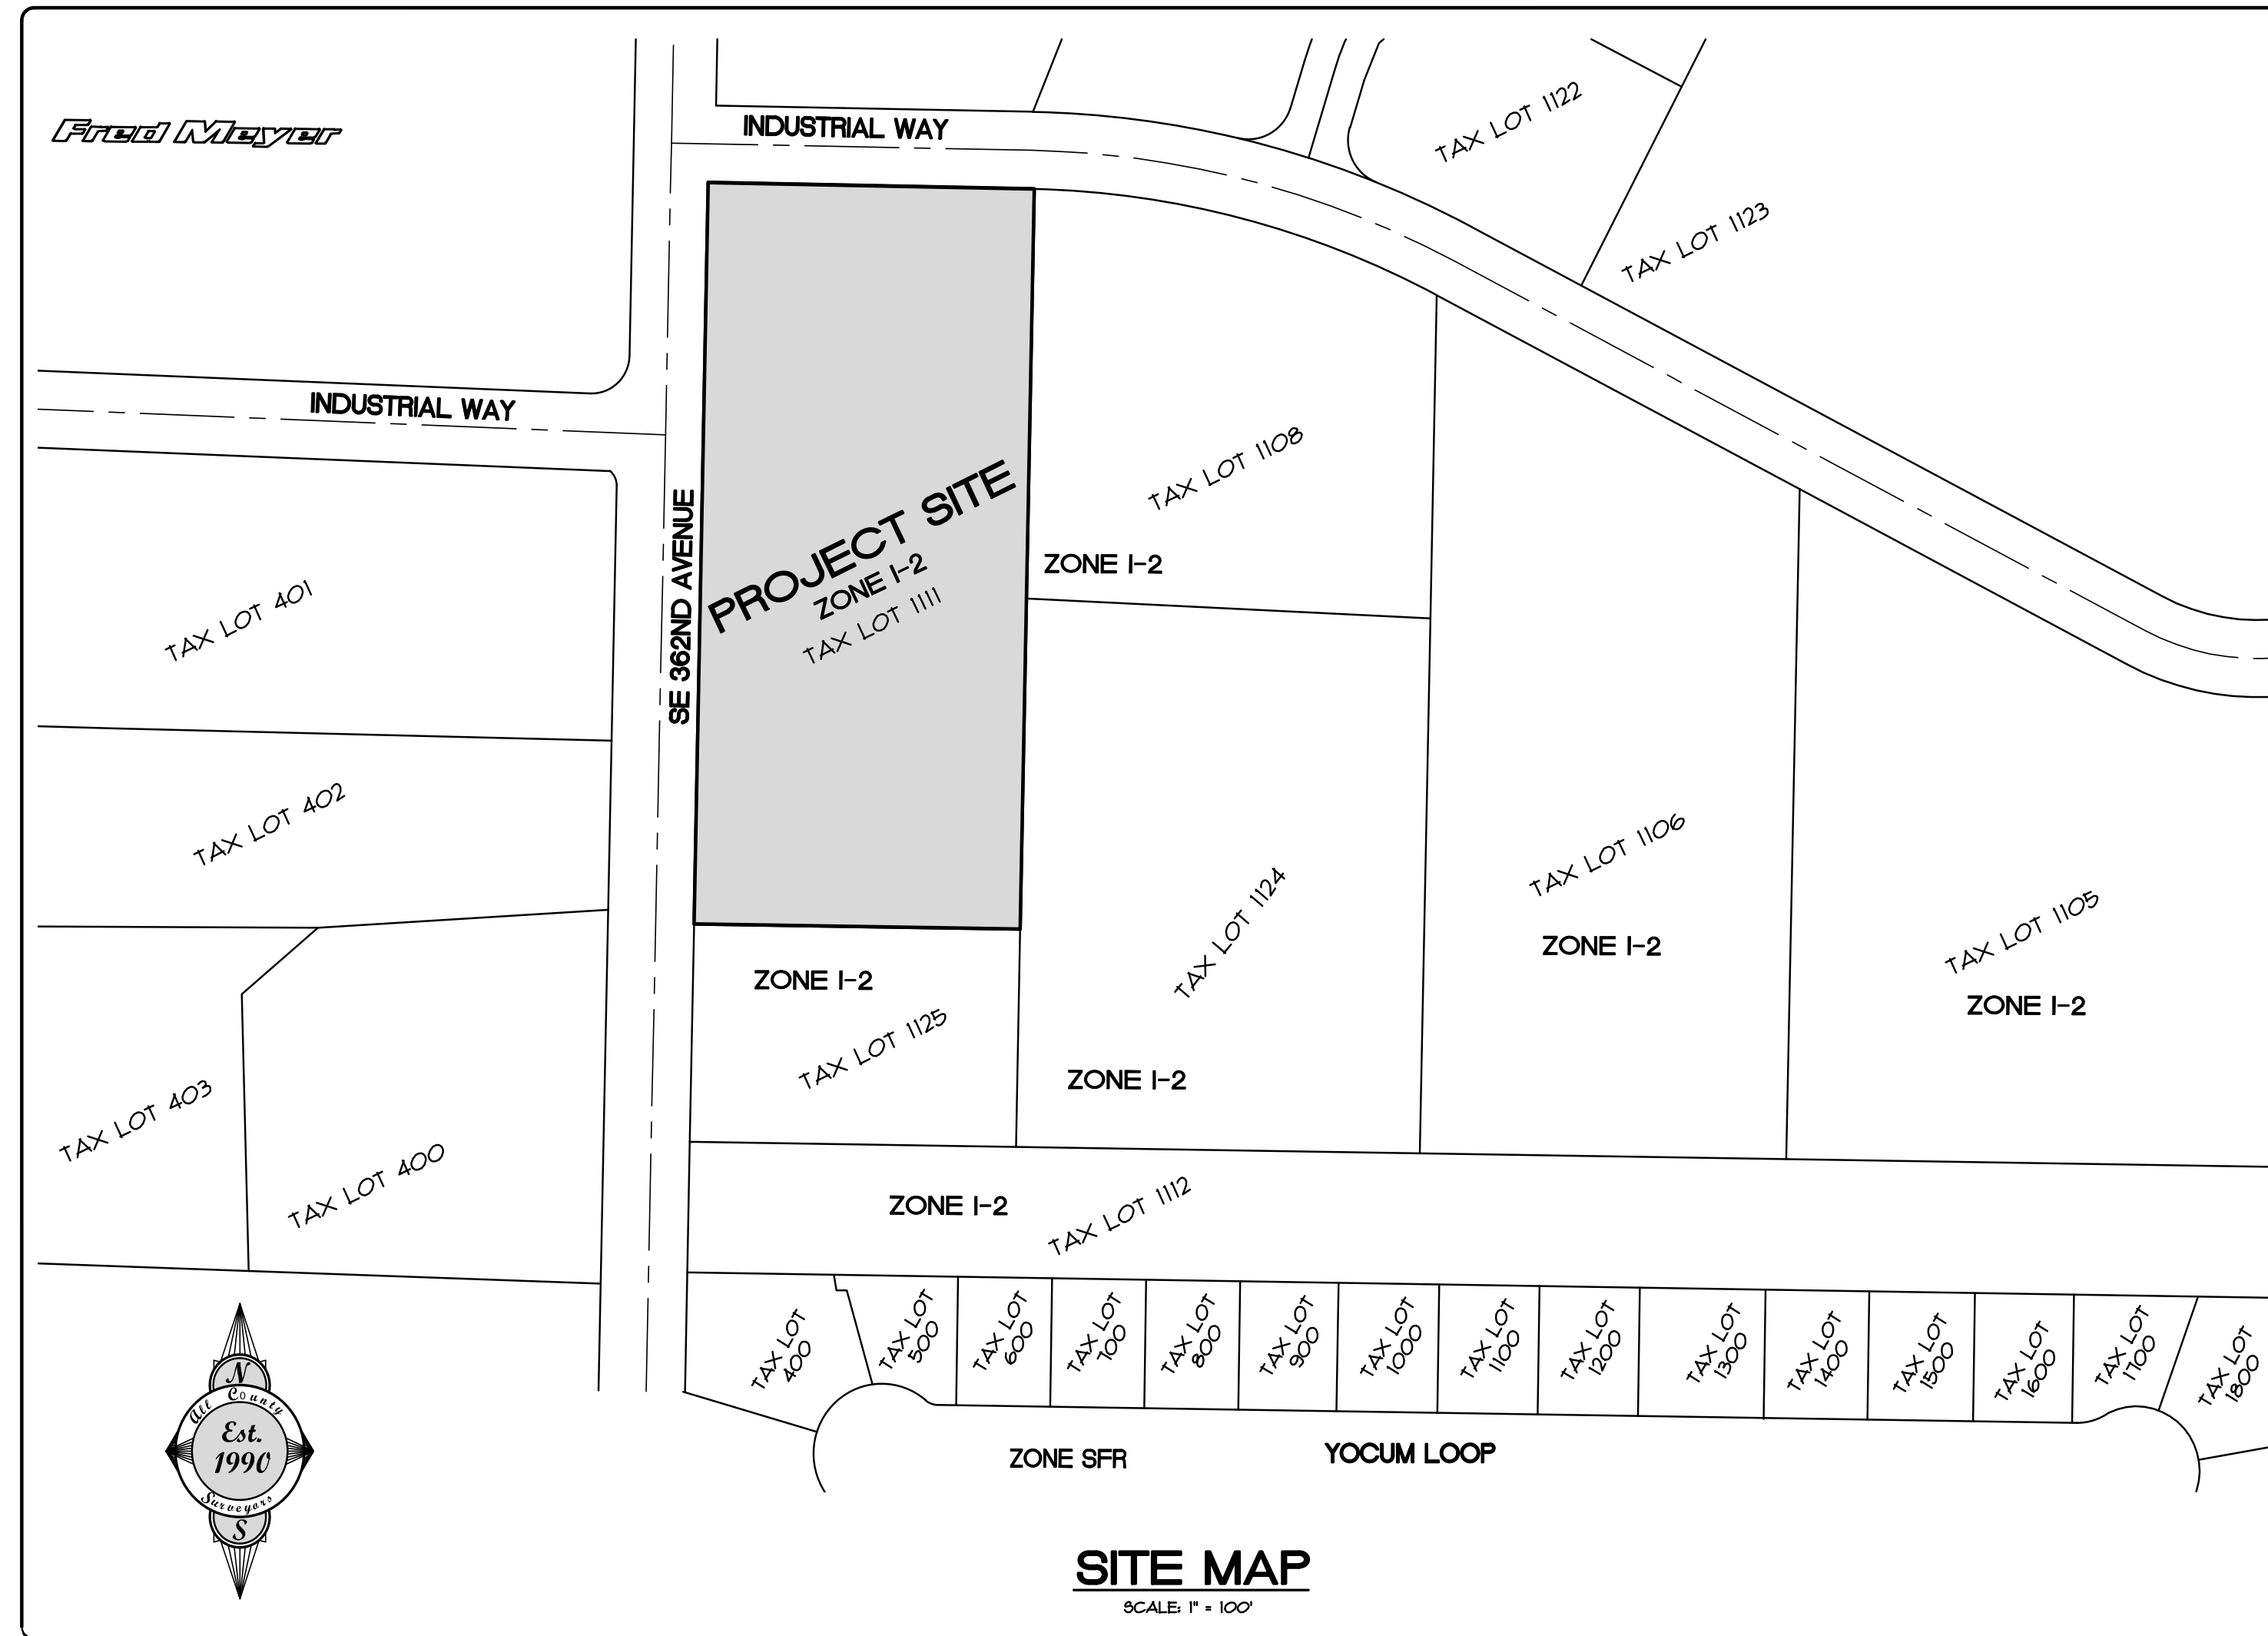 Fred Meyer
INDUSTRIAL WAY
TAX LOT 1122
TAX LOT 1123
INDUSTRIAL WAY
SE 362ND AVENUE
PROJECT SITE
ZONE I-2
TAX LOT 1111
TAX LOT 1108
ZONE I-2
TAX LOT 401
TAX LOT 402
TAX LOT 403
TAX LOT 400
ZONE I-2
TAX LOT 1125
TAX LOT 1124
ZONE I-2
TAX LOT 1106
ZONE I-2
TAX LOT 1105
ZONE I-2
ZONE I-2
TAX LOT 1112
TAX LOT
400
TAX LOT
500
TAX LOT
600
TAX LOT
700
TAX LOT
800
TAX LOT
900
TAX LOT
1000
TAX LOT
1100
TAX LOT
1200
TAX LOT
1300
TAX LOT
1400
TAX LOT
1500
TAX LOT
1600
TAX LOT
1700
TAX LOT
1800
ZONE SFR
YOCUM LOOP
N
All County
Est.
1990
Surveyors
S
SITE MAP
SCALE: 1" = 100'